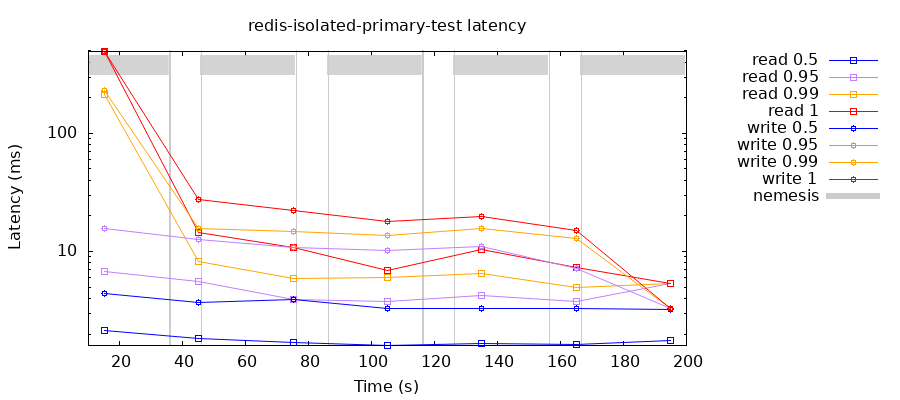 redis-isolated-primary-test latency
Latency (ms)
100
10
20 40 60 80 100 120 140 160 180 200
Time (s)
read 0.5
read 0.95
read 0.99
read 1
write 0.5
write 0.95
write 0.99
write 1
nemesis